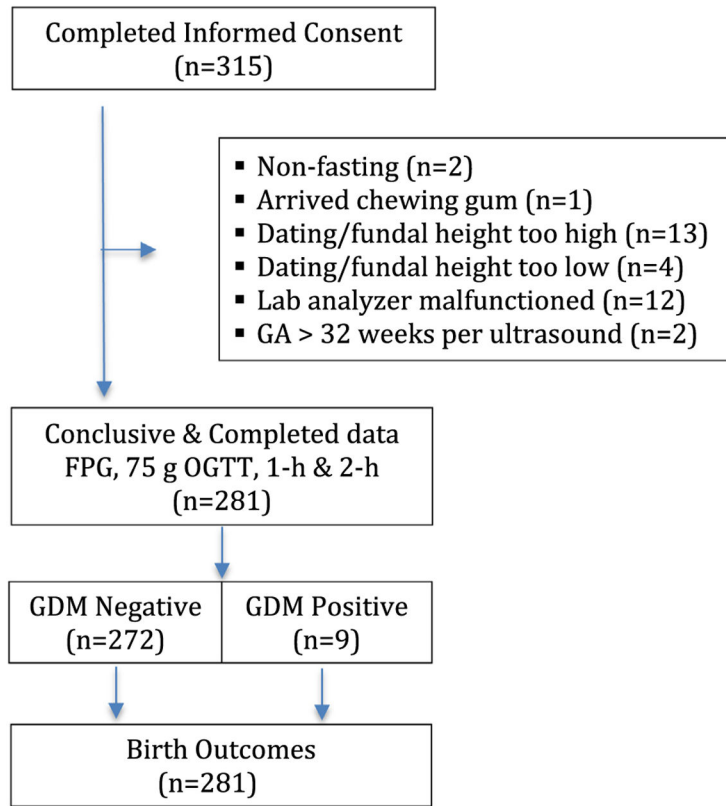 Completed Informed Consent
(n=315)
▪ Non-fasting (n=2)
▪ Arrived chewing gum (n=1)
▪ Dating/fundal height too high (n=13)
▪ Dating/fundal height too low (n=4)
▪ Lab analyzer malfunctioned (n=12)
▪ GA > 32 weeks per ultrasound (n=2)
Conclusive & Completed data
FPG, 75 g OGTT, 1-h & 2-h
(n=281)
GDM Negative
(n=272)
GDM Positive
(n=9)
Birth Outcomes
(n=281)